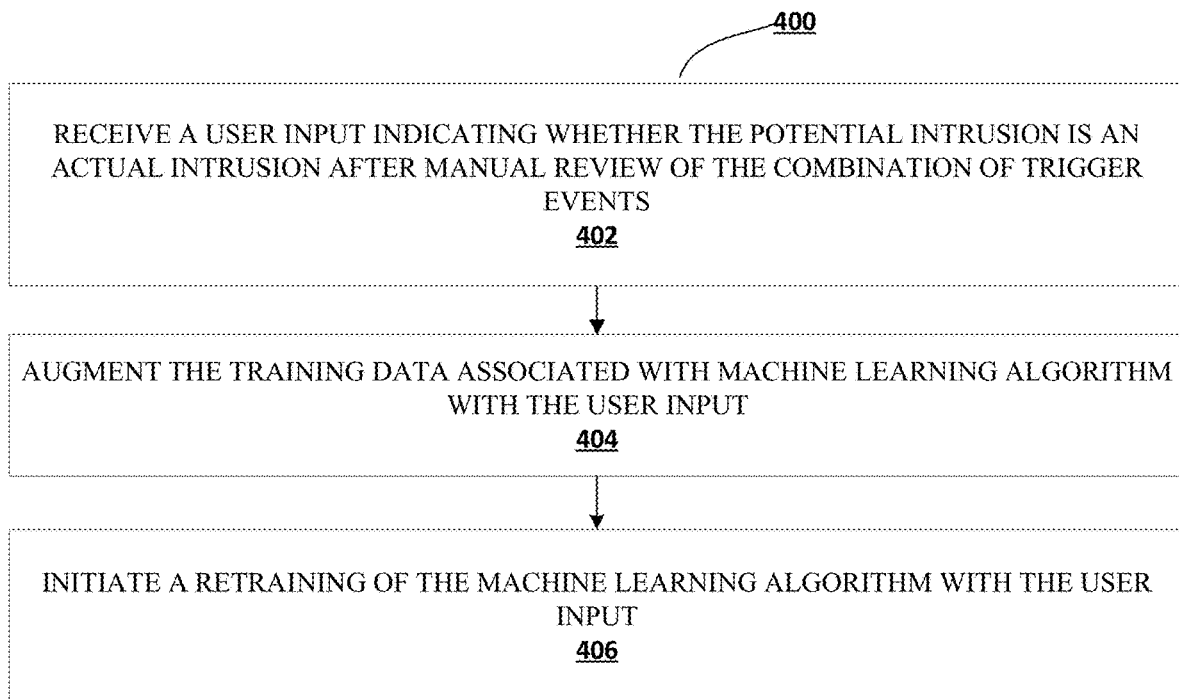 400
RECEIVE A USER INPUT INDICATING WHETHER THE POTENTIAL INTRUSION IS AN
ACTUAL INTRUSION AFTER MANUAL REVIEW OF THE COMBINATION OF TRIGGER
EVENTS
402
AUGMENT THE TRAINING DATA ASSOCIATED WITH MACHINE LEARNING ALGORITHM
WITH THE USER INPUT
404
INITIATE A RETRAINING OF THE MACHINE LEARNING ALGORITHM WITH THE USER
INPUT
406